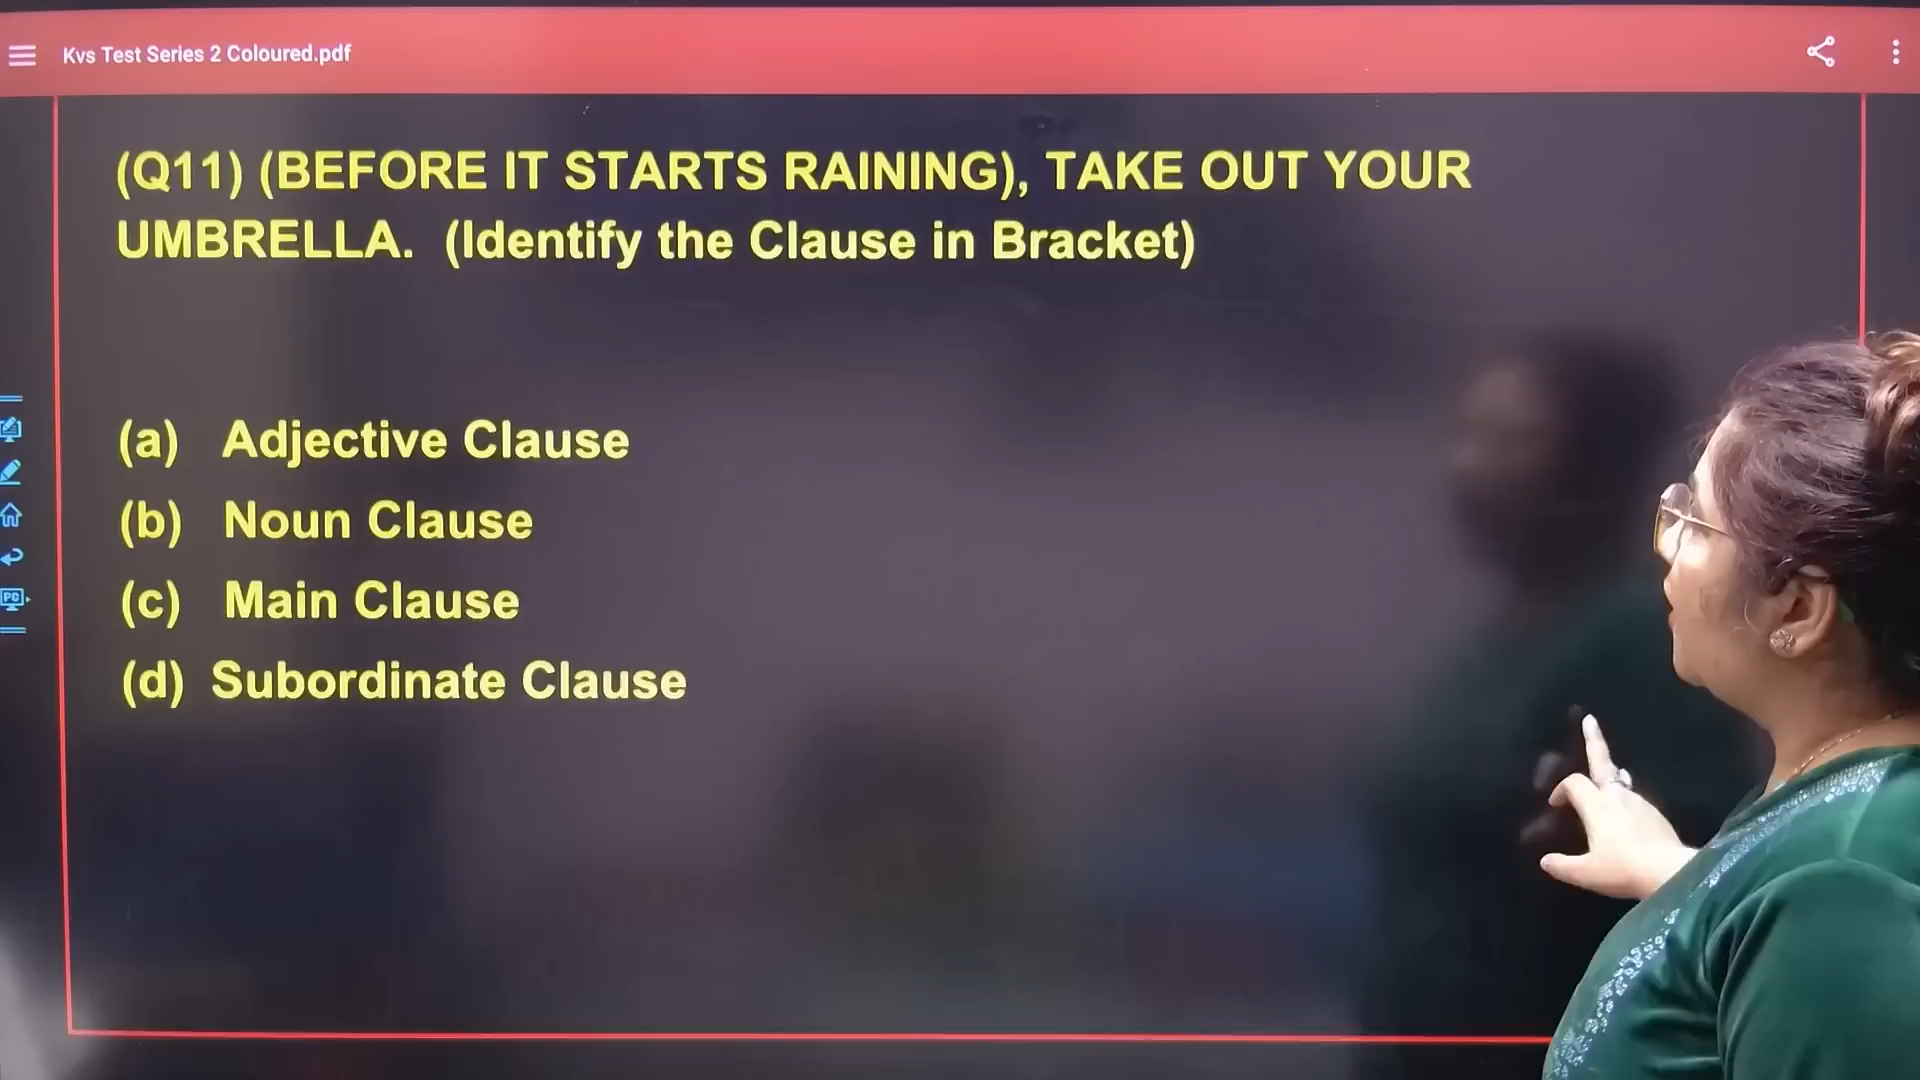 Kvs Test Series 2 Coloured.pdf
(Q11) (BEFORE IT STARTS RAINING), TAKE OUT YOUR
UMBRELLA. (Identify the Clause in Bracket)
(a) Adjective Clause
(b) Noun Clause
(c) Main Clause
(d) Subordinate Clause
PC